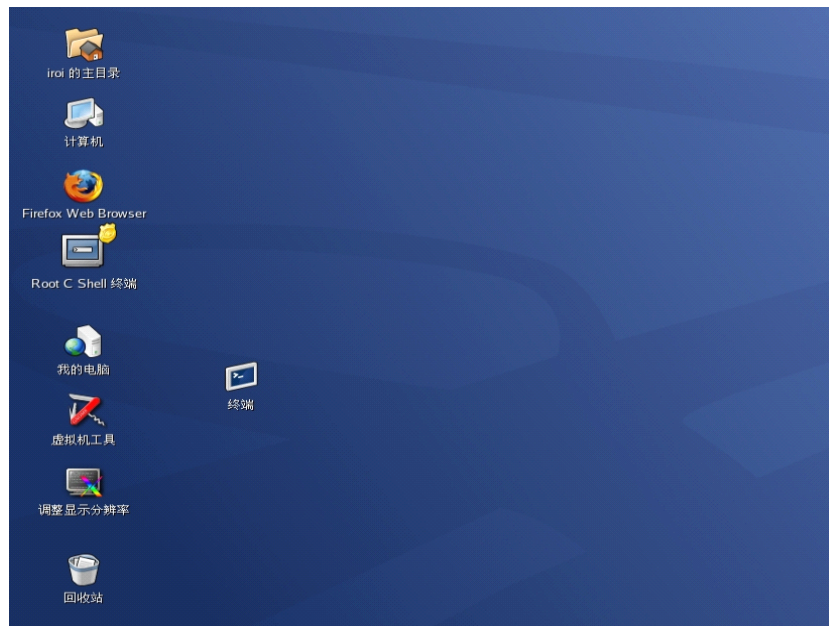 iroi 的主目录
计算机
Firefox Web Browser
Root C Shell 终端
我的电脑
终端
虚拟机工具
调整显示分辨率
回收站